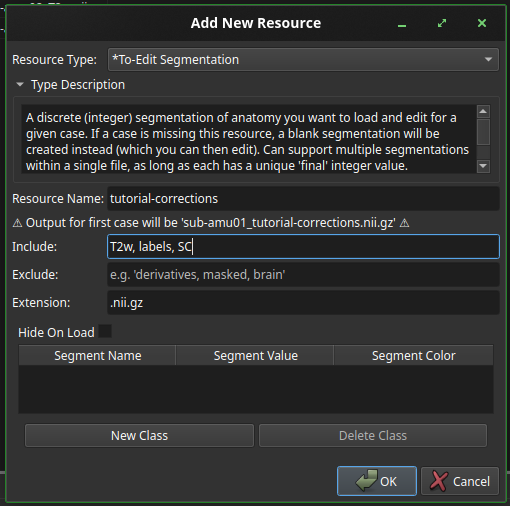 Add New Resource
Resource Type: *To-Edit Segmentation
Type Description
A discrete (integer) segmentation of anatomy you want to load and edit for a
given case. If a case is missing this resource, a blank segmentation will be
created instead (which you can then edit). Can support multiple segmentations
within a single file, as long as each has a unique 'final' integer value.
Resource Name: tutorial-corrections
⚠ Output for first case will be 'sub-amu01_tutorial-corrections.nii.gz' ⚠
Include: T2w, labels, SC
Exclude: e.g. 'derivatives, masked, brain'
Extension: .nii.gz
Hide On Load
Segment Name Segment Value Segment Color
New Class Delete Class
OK Cancel